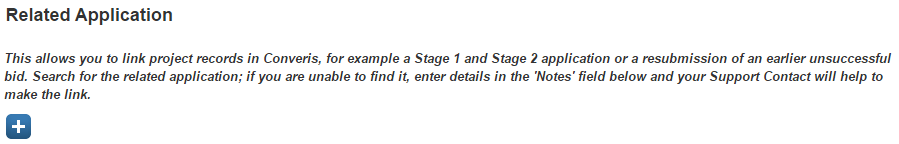 Related Application
This allows you to link project records in Converis, for example a Stage 1 and Stage 2 application or a resubmission of an earlier unsuccessful
bid. Search for the related application; if you are unable to find it, enter details in the 'Notes' field below and your Support Contact will help to
make the link.